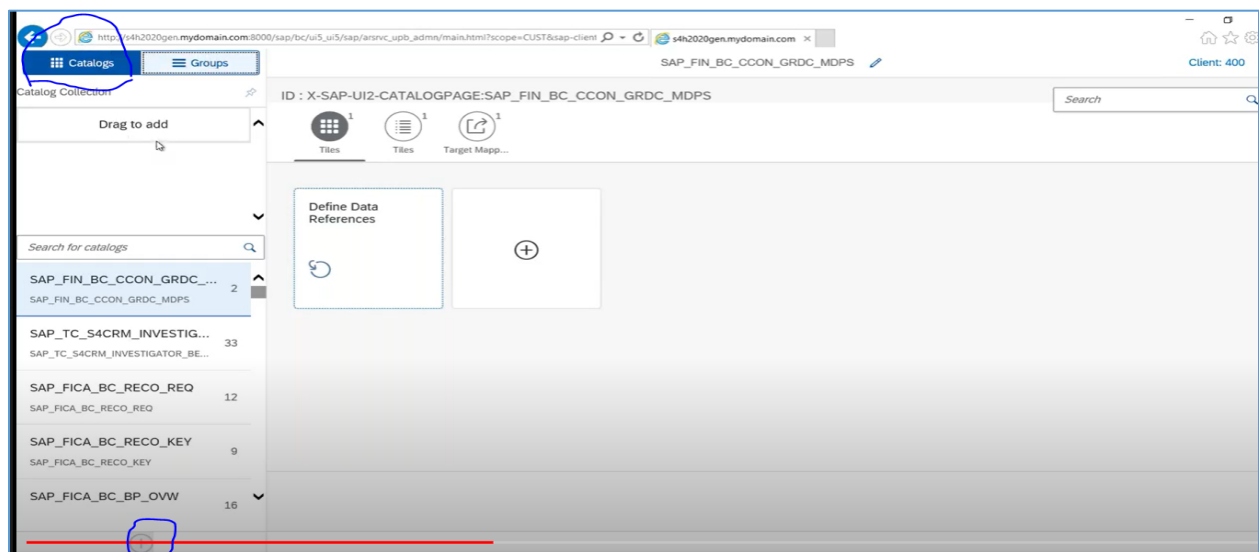 http://s4h2020gen.mydomain.com:8000/sap/bc/ui5_ui5/sap/arsrvc_upb_admn/main.html?scope=CUST&sap-client
s4h2020gen.mydomain.com
Catalogs
Groups
SAP_FIN_BC_CCON_GRDC_MDPS
Client: 400
Catalog Collection
ID : X-SAP-UI2-CATALOGPAGE:SAP_FIN_BC_CCON_GRDC_MDPS
Search
Drag to add
1
1
1
Tiles
Tiles
Target Mapp...
Define Data
References
Search for catalogs
SAP_FIN_BC_CCON_GRDC_...
2
SAP_FIN_BC_CCON_GRDC_MDPS
SAP_TC_S4CRM_INVESTIG...
33
SAP_TC_S4CRM_INVESTIGATOR_BE...
SAP_FICA_BC_RECO_REQ
12
SAP_FICA_BC_RECO_REQ
SAP_FICA_BC_RECO_KEY
9
SAP_FICA_BC_RECO_KEY
SAP_FICA_BC_BP_OVW
16